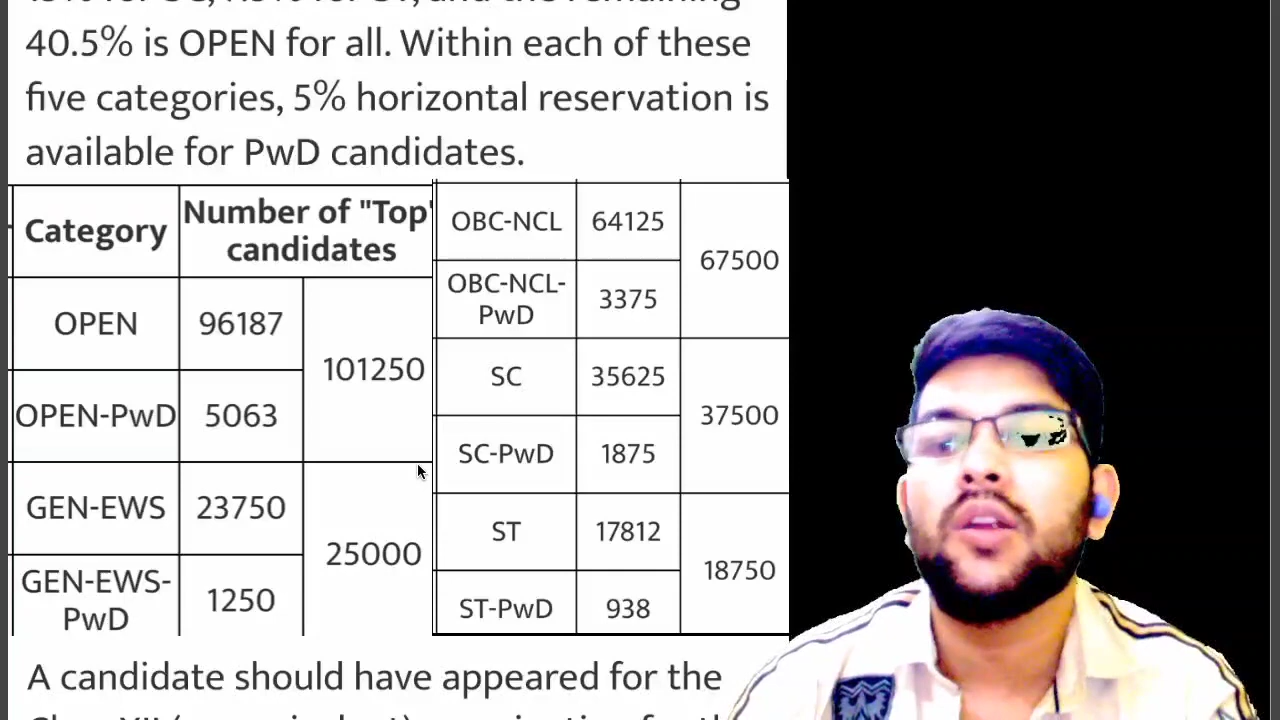 40.5% is OPEN for all. Within each of these
five categories, 5% horizontal reservation is
available for PwD candidates.
Category
Number of "Top"
candidates
OPEN 96187
101250
OPEN-PwD 5063
GEN-EWS 23750
25000
GEN-EWS-
PwD
1250
OBC-NCL 64125
67500
OBC-NCL-
PwD
3375
SC 35625
37500
SC-PwD 1875
ST 17812
18750
ST-PwD 938
A candidate should have appeared for the